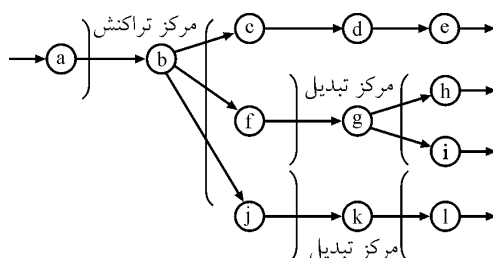 مرکز تراکنش
a b c d e
مرکز تبدیل
f g h
i
j k l
مرکز تبدیل